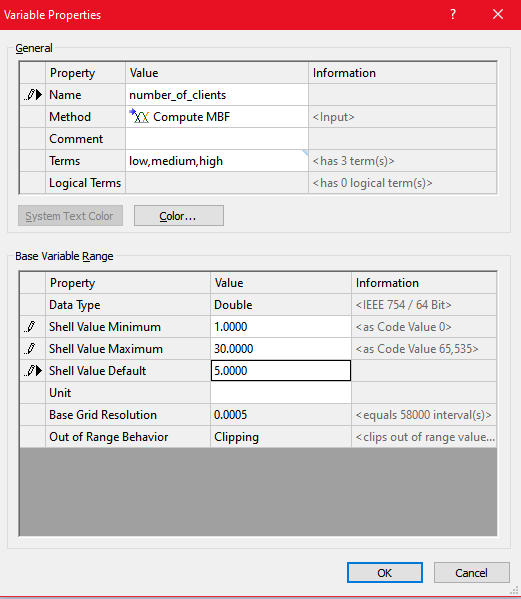 Variable Properties ?
General
Property Value Information
Name number_of_clients
Method Compute MBF <Input>
Comment
Terms low,medium,high <has 3 term(s)>
Logical Terms <has 0 logical term(s)>
System Text Color Color...
Base Variable Range
Property Value Information
Data Type Double <IEEE 754 / 64 Bit>
Shell Value Minimum 1.0000 <as Code Value 0>
Shell Value Maximum 30.0000 <as Code Value 65,535>
Shell Value Default 5.0000
Unit
Base Grid Resolution 0.0005 <equals 58000 interval(s)>
Out of Range Behavior Clipping <clips out of range value...
OK Cancel